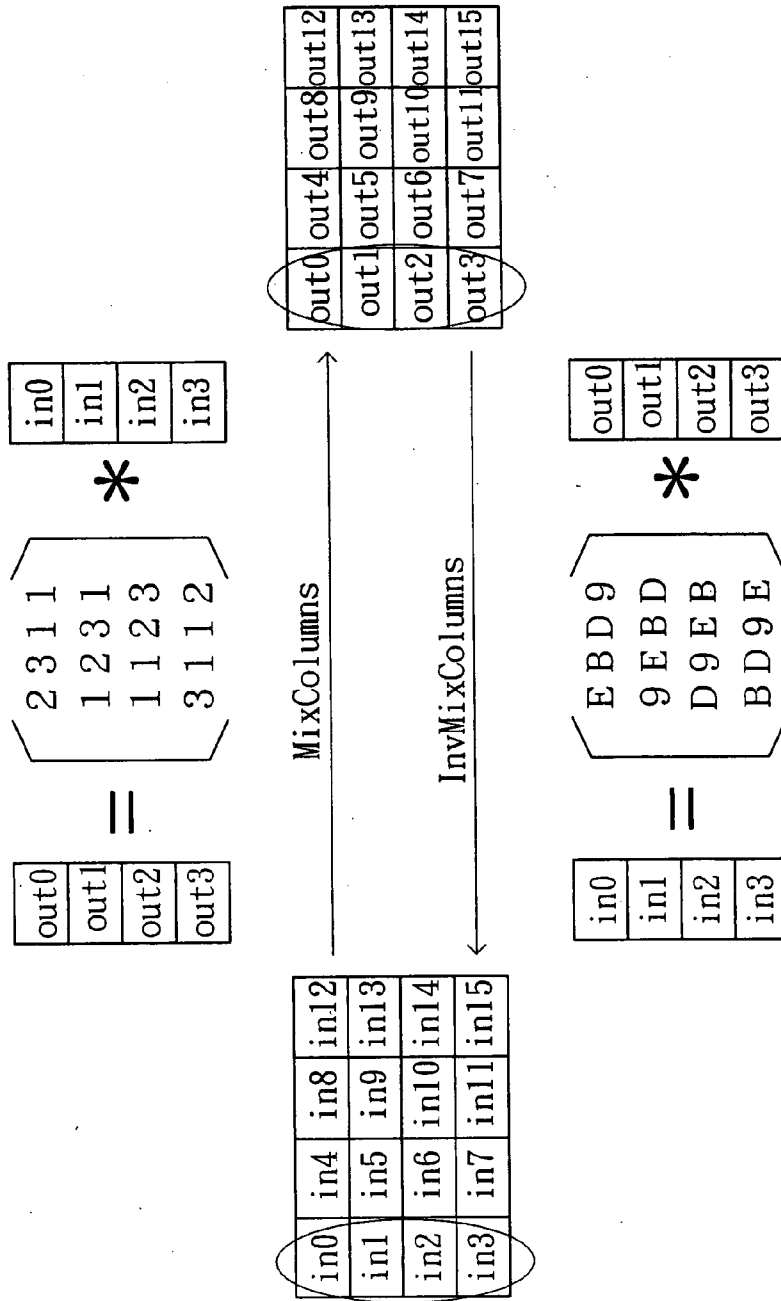 out0 = 2 3 1 1 * in0
out1 1 2 3 1 in1
out2 1 1 2 3 in2
out3 3 1 1 2 in3
in0 in4 in8 in12
in1 in5 in9 in13
in2 in6 in10 in14
in3 in7 in11 in15
MixColumns
InvMixColumns
out0 out4 out8 out12
out1 out5 out9 out13
out2 out6 out10 out14
out3 out7 out11 out15
in0 = E B D 9 * out0
in1 9 E B D out1
in2 D 9 E B out2
in3 B D 9 E out3